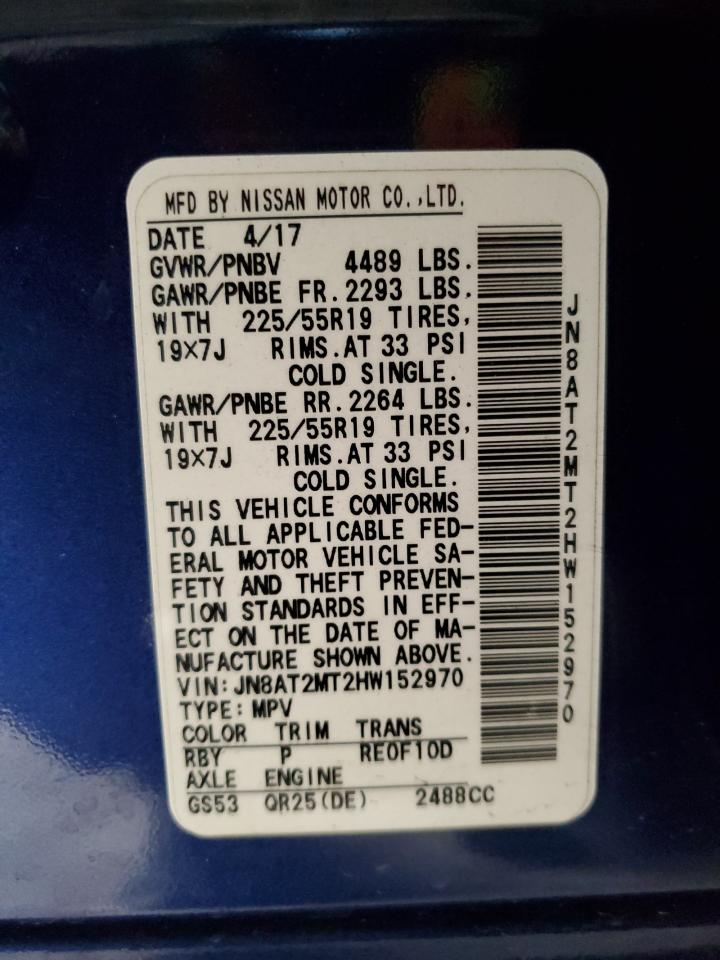 MFD BY NISSAN MOTOR CO.,LTD.
DATE 4/17
GVWR/PNBV 4489 LBS.
GAWR/PNBE FR.2293 LBS.
WITH 225/55R19 TIRES,
19×7J RIMS.AT 33 PSI
COLD SINGLE.
GAWR/PNBE RR.2264 LBS.
WITH 225/55R19 TIRES,
19×7J RIMS.AT 33 PSI
COLD SINGLE.
THIS VEHICLE CONFORMS
TO ALL APPLICABLE FED-
ERAL MOTOR VEHICLE SA-
FETY AND THEFT PREVEN-
TION STANDARDS IN EFF-
ECT ON THE DATE OF MA-
NUFACTURE SHOWN ABOVE.
VIN:JN8AT2MT2HW152970
TYPE:MPV
COLOR TRIM TRANS
RBY P RE0F10D
AXLE ENGINE
GS53 QR25(DE) 2488CC
JN8AT2MT2HW152970